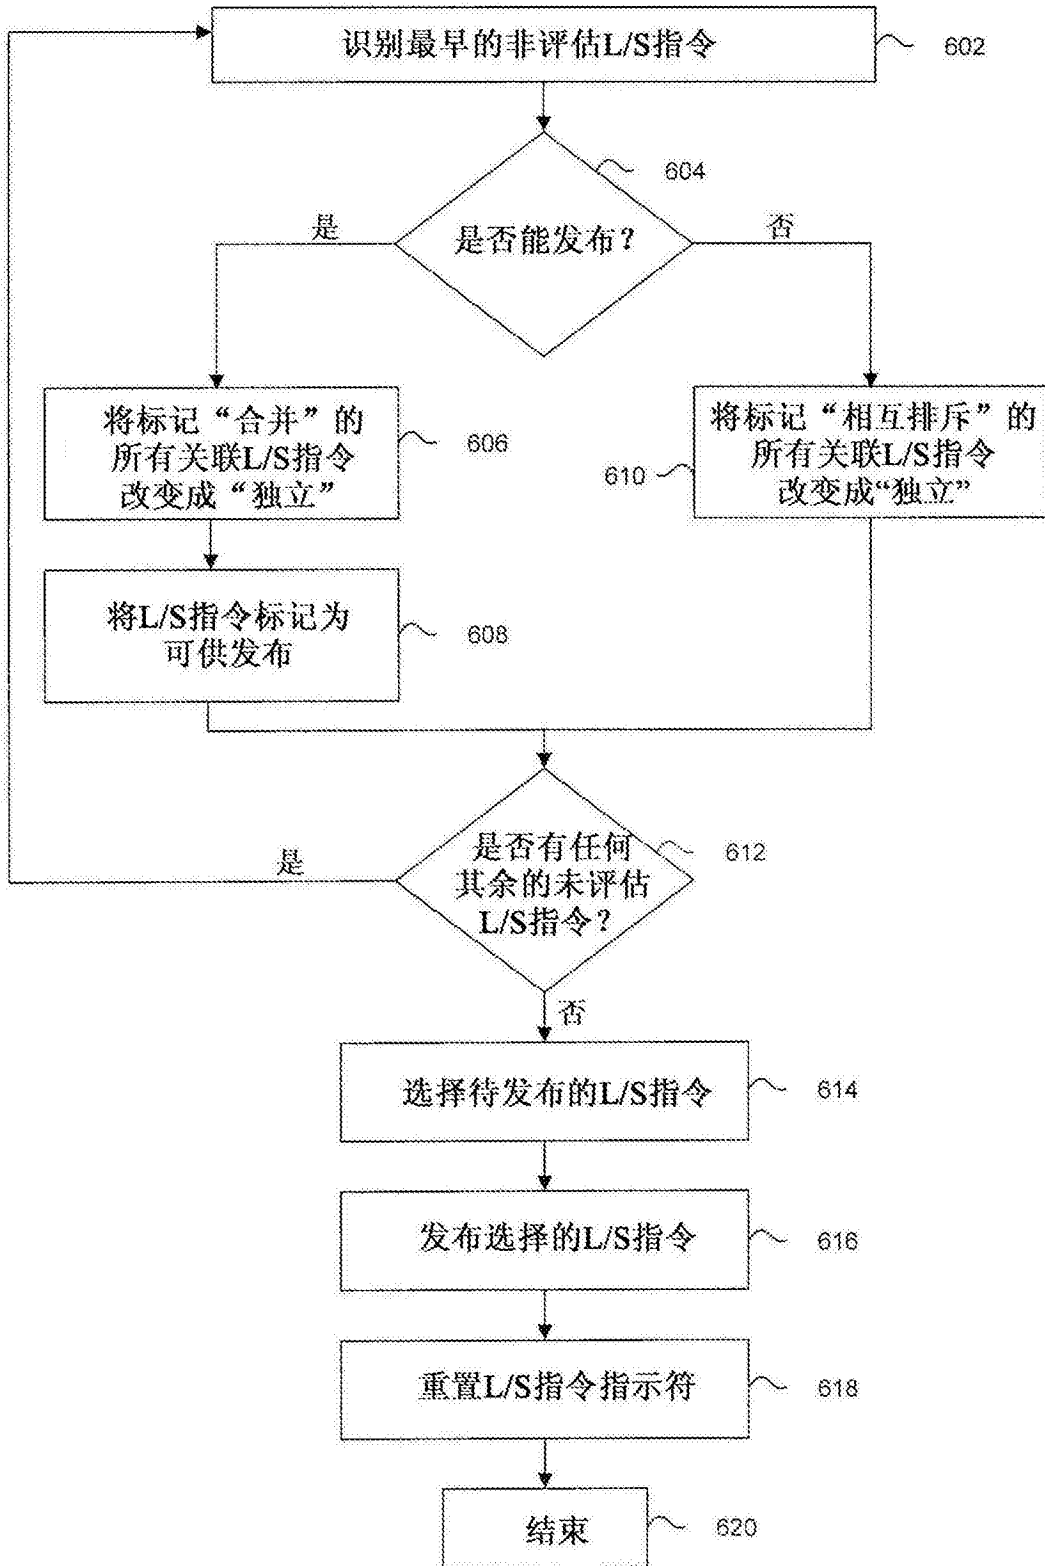 识别最早的非评估L/S指令
602
604
是否能发布？
是
否
将标记“合并”的
所有关联L/S指令
改变成“独立”
606
将标记“相互排斥”的
所有关联L/S指令
改变成“独立”
610
将L/S指令标记为
可供发布
608
是否有任何
其余的未评估
L/S指令？
612
是
否
选择待发布的L/S指令
614
发布选择的L/S指令
616
重置L/S指令指示符
618
结束
620